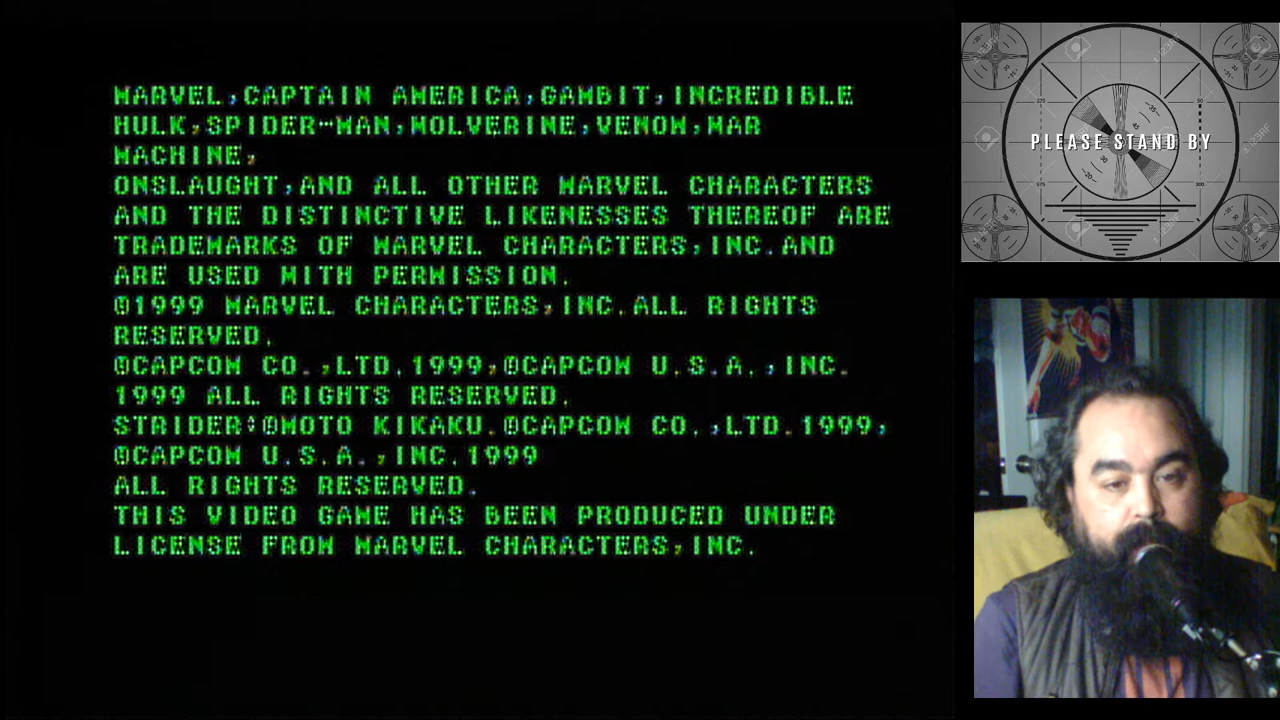 MARVEL,CAPTAIN AMERICA,GAMBIT,INCREDIBLE
HULK,SPIDER-MAN,WOLVERINE,VENOM,WAR
MACHINE,
ONSLAUGHT,AND ALL OTHER MARVEL CHARACTERS
AND THE DISTINCTIVE LIKENESSES THEREOF ARE
TRADEMARKS OF MARVEL CHARACTERS,INC.AND
ARE USED WITH PERMISSION.
©1999 MARVEL CHARACTERS,INC.ALL RIGHTS
RESERVED.
©CAPCOM CO.,LTD.1999,©CAPCOM U.S.A.,INC.
1999 ALL RIGHTS RESERVED.
STRIDER:©MOTO KIKAKU.©CAPCOM CO.,LTD.1999,
©CAPCOM U.S.A.,INC.1999
ALL RIGHTS RESERVED.
THIS VIDEO GAME HAS BEEN PRODUCED UNDER
LICENSE FROM MARVEL CHARACTERS,INC.
PLEASE STAND BY